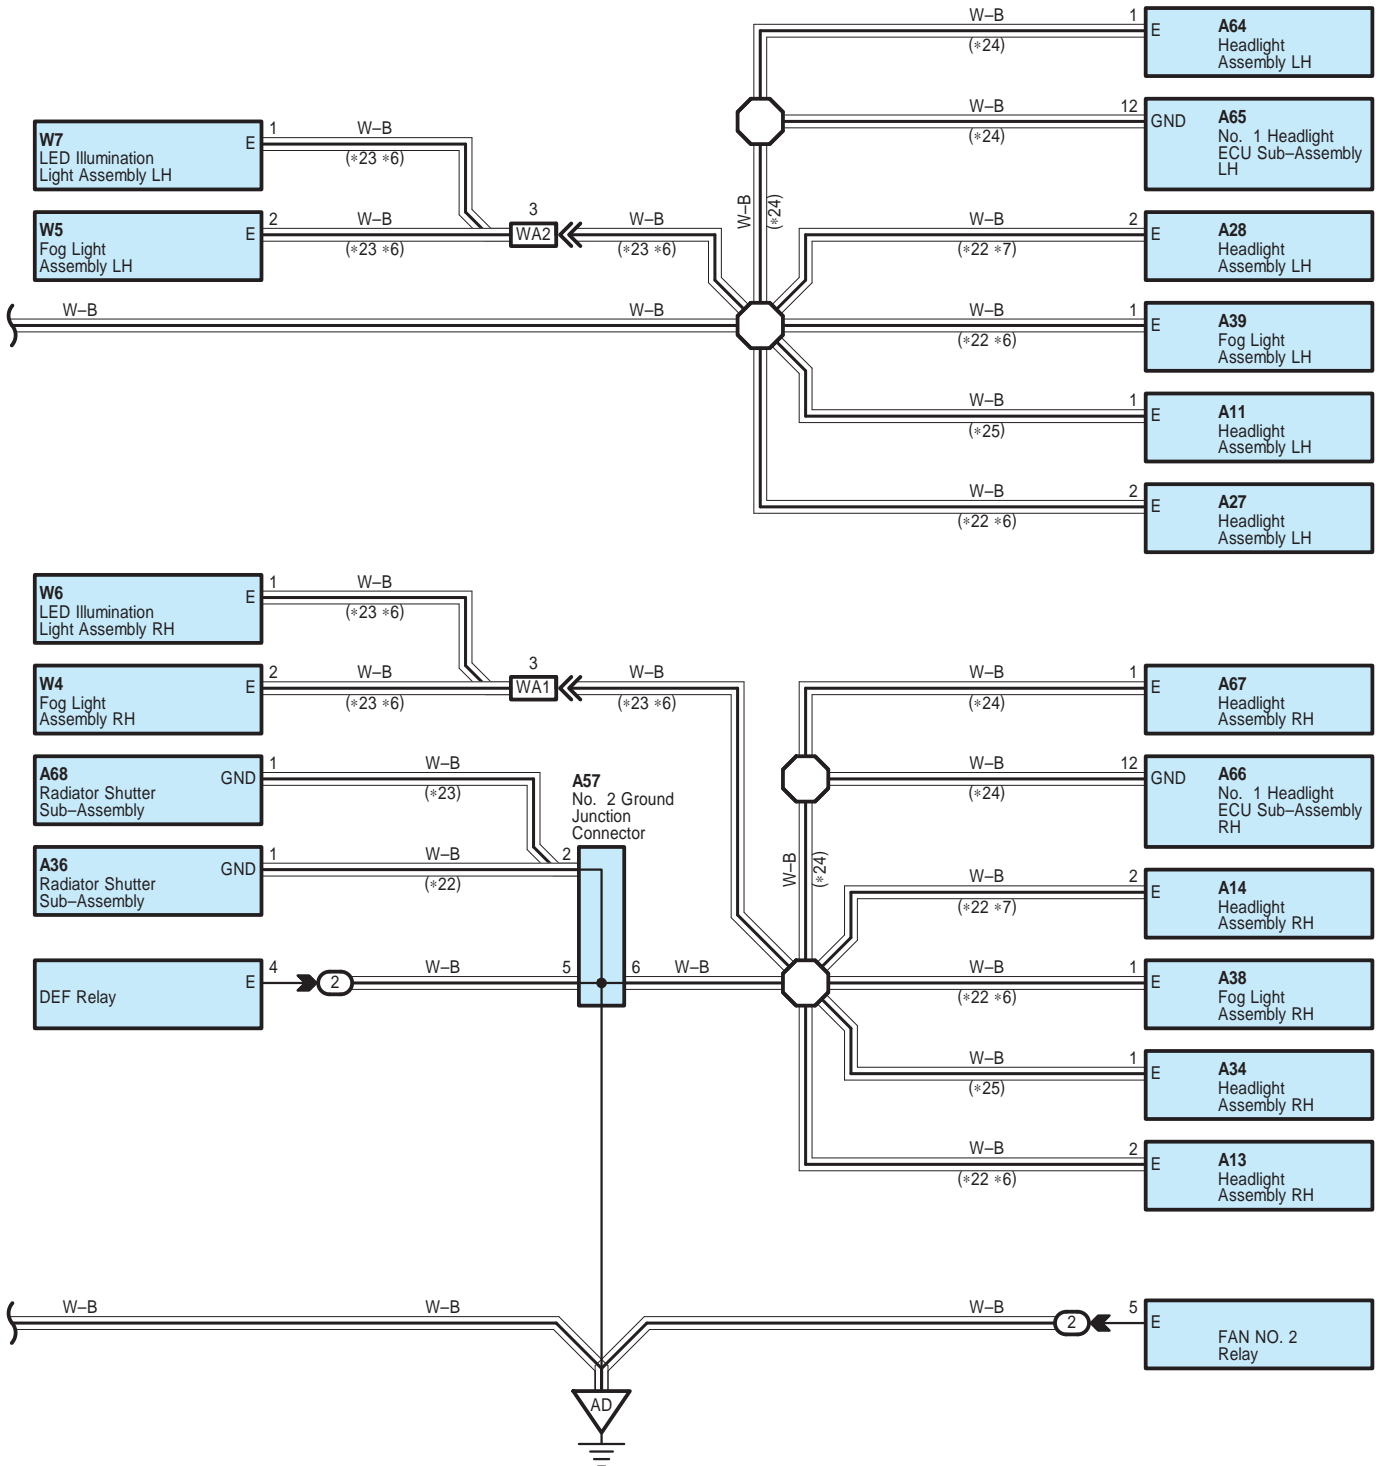 W–B
1
E
A64
Headlight
Assembly LH
(∗24)
W–B
12
GND
A65
No. 1 Headlight
ECU Sub–Assembly
LH
(∗24)
W7
LED Illumination
Light Assembly LH
E
1
W–B
(∗23 ∗6)
W5
Fog Light
Assembly LH
E
2
W–B
(∗23 ∗6)
3
WA2
W–B
(∗23 ∗6)
W–B
(∗24)
W–B
2
E
A28
Headlight
Assembly LH
(∗22 ∗7)
W–B
W–B
W–B
1
E
A39
Fog Light
Assembly LH
(∗22 ∗6)
W–B
1
E
A11
Headlight
Assembly LH
(∗25)
W–B
2
E
A27
Headlight
Assembly LH
(∗22 ∗6)
W6
LED Illumination
Light Assembly RH
E
1
W–B
(∗23 ∗6)
W4
Fog Light
Assembly RH
E
2
W–B
(∗23 ∗6)
3
WA1
W–B
(∗23 ∗6)
W–B
1
E
A67
Headlight
Assembly RH
(∗24)
A68
Radiator Shutter
Sub–Assembly
GND
1
W–B
(∗23)
A57
No. 2 Ground
Junction
Connector
W–B
12
GND
A66
No. 1 Headlight
ECU Sub–Assembly
RH
(∗24)
A36
Radiator Shutter
Sub–Assembly
GND
1
W–B
(∗22)
2
W–B
(∗24)
W–B
2
E
A14
Headlight
Assembly RH
(∗22 ∗7)
DEF Relay
E
4
2
W–B
5
6
W–B
W–B
1
E
A38
Fog Light
Assembly RH
(∗22 ∗6)
W–B
1
E
A34
Headlight
Assembly RH
(∗25)
W–B
2
E
A13
Headlight
Assembly RH
(∗22 ∗6)
W–B
W–B
W–B
2
5
E
FAN NO. 2
Relay
AD